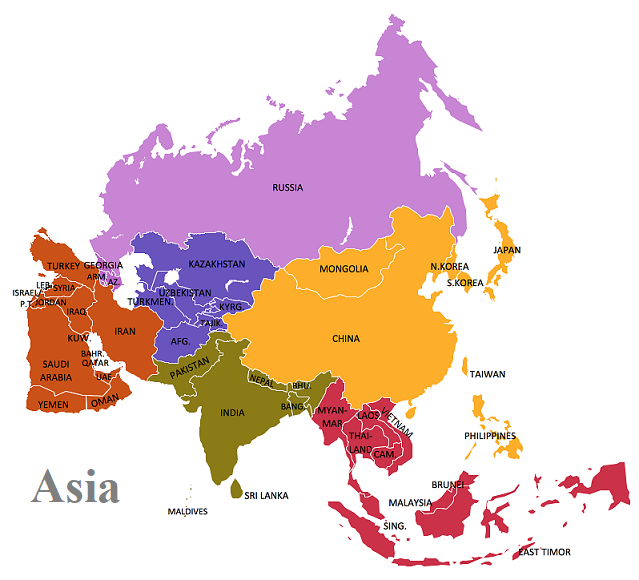 RUSSIA
JAPAN
TURKEY
GEORGIA
KAZAKHSTAN
MONGOLIA
N.KOREA
ARM.
AZ.
S.KOREA
LEB.
SYRIA
ISRAEL
UZBEKISTAN
P.T.
JORDAN
TURKMEN.
KYRG.
IRAQ
TAJIK.
IRAN
KUW.
AFG.
CHINA
BAHR.
QATAR
SAUDI
ARABIA
PAKISTAN
TAIWAN
UAE
NEPAL
BHU.
YEMEN
OMAN
INDIA
BANG.
MYAN-
MAR
LAOS
VIETNAM
THAI-
LAND
PHILIPPINES
CAM.
Asia
BRUNEI
SRI LANKA
MALAYSIA
MALDIVES
SING.
EAST TIMOR